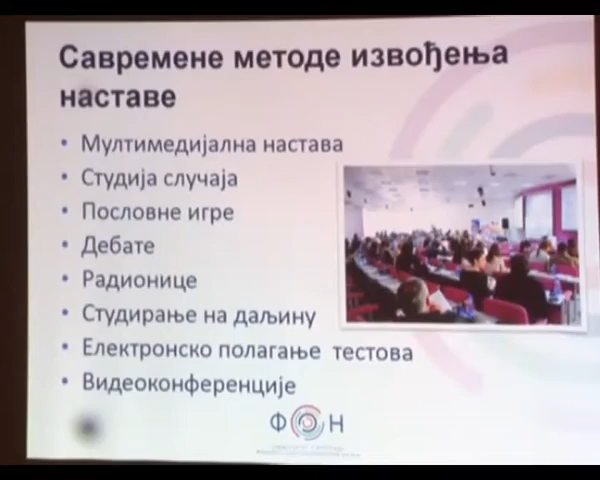 Савремене методе извођења
наставе
• Мултимедијална настава
• Студија случаја
• Пословне игре
• Дебате
• Радионице
• Студирање на даљину
• Електронско полагање тестова
• Видеоконференције
ФОН